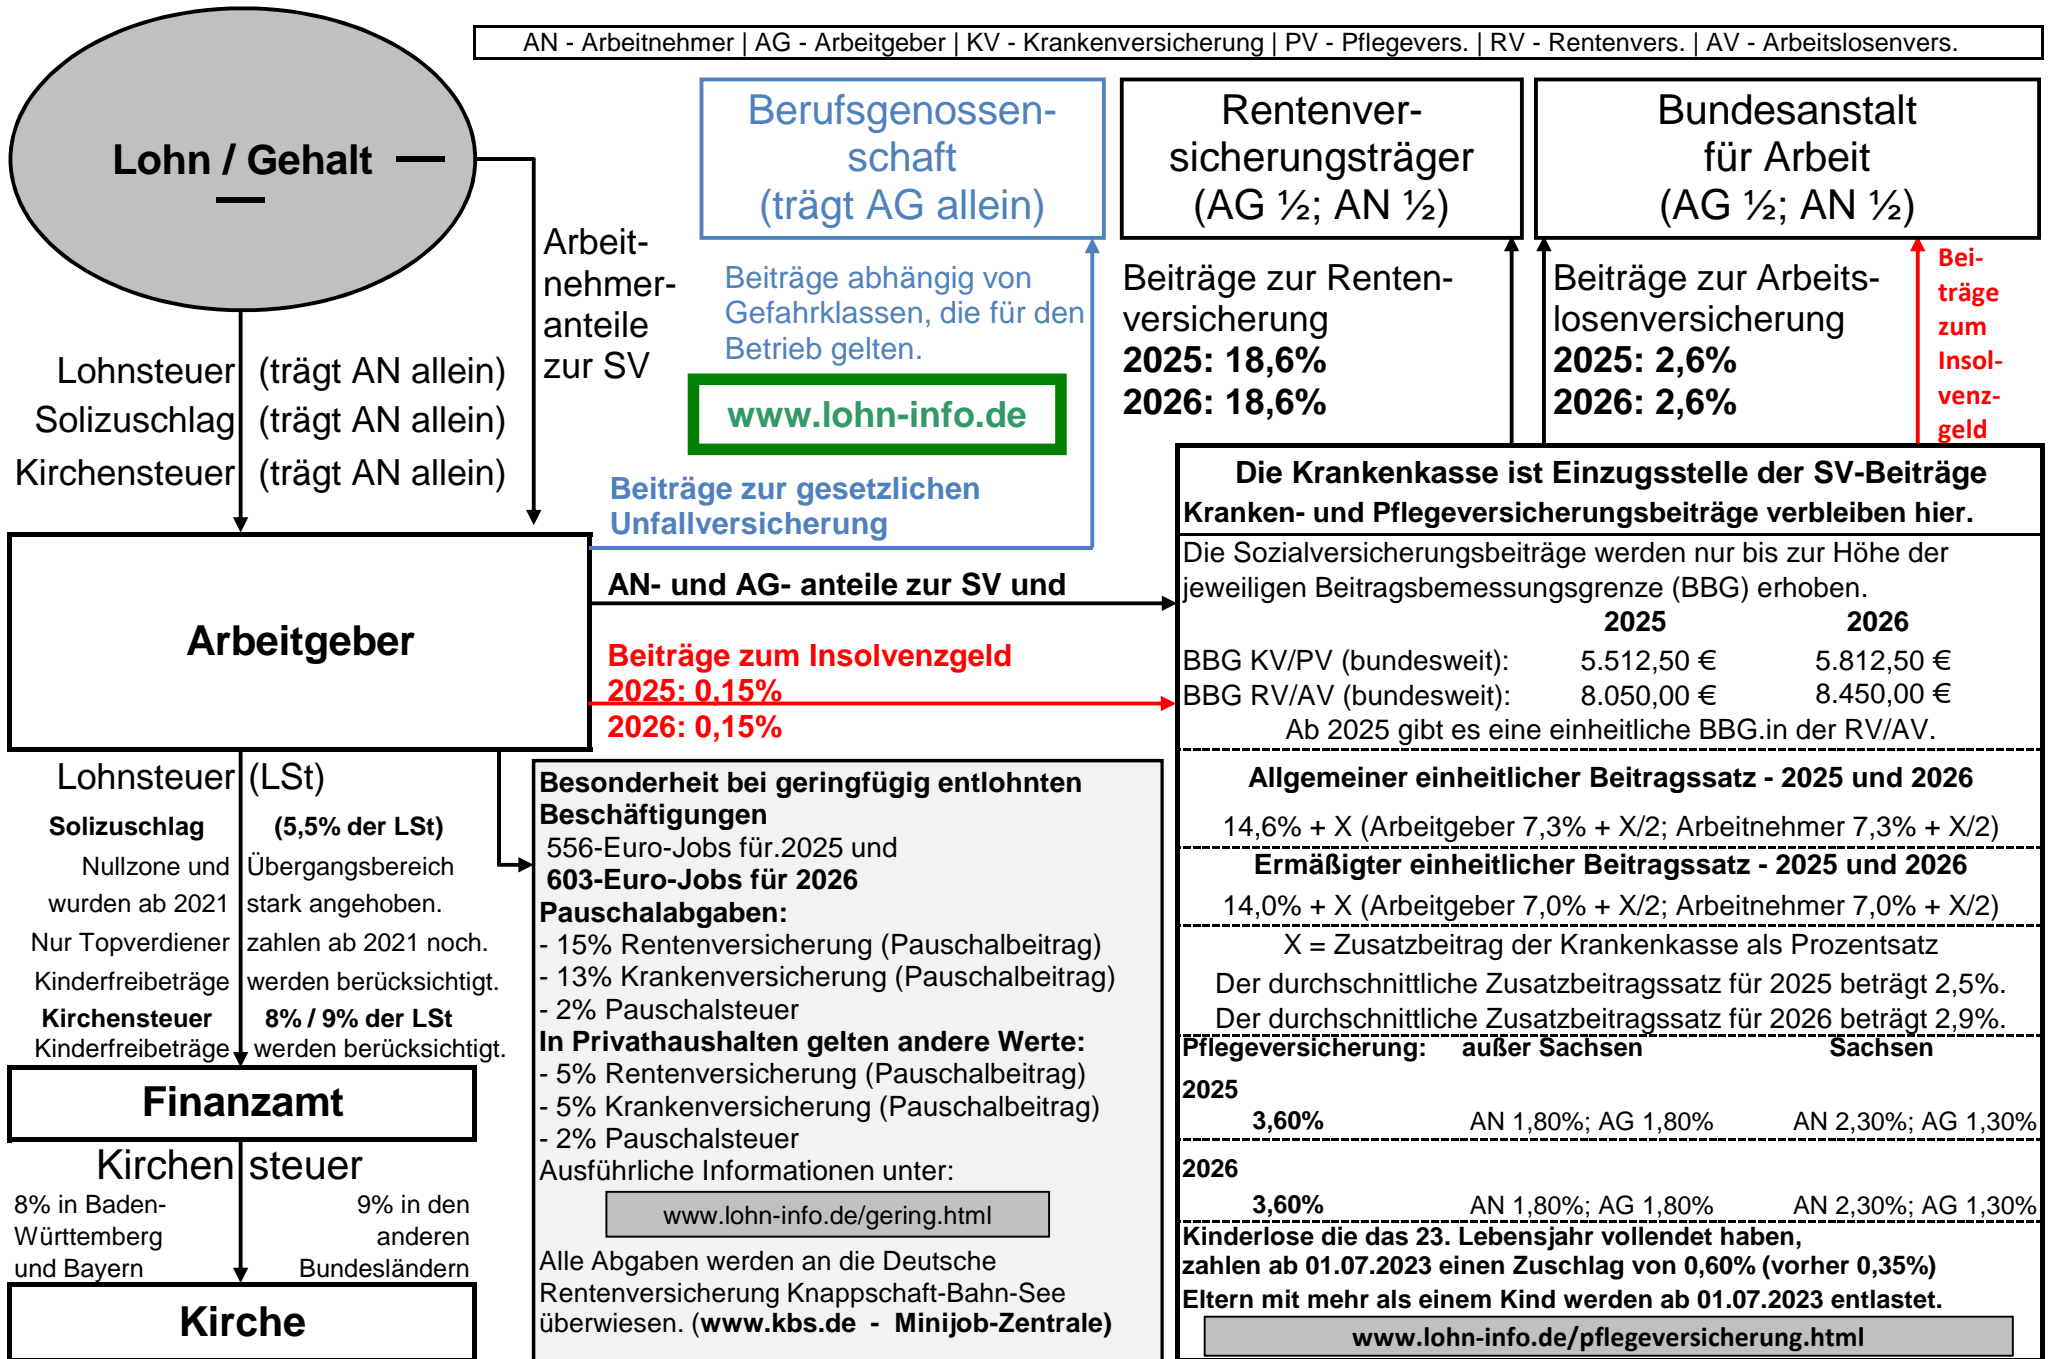 AN - Arbeitnehmer | AG - Arbeitgeber | KV - Krankenversicherung | PV - Pflegevers. | RV - Rentenvers. | AV - Arbeitslosenvers.
Lohn / Gehalt
Arbeit-
nehmer-
anteile
zur SV
Lohnsteuer (trägt AN allein)
Solizuschlag (trägt AN allein)
Kirchensteuer (trägt AN allein)
Berufsgenossen-
schaft
(trägt AG allein)
Beiträge abhängig von
Gefahrklassen, die für den
Betrieb gelten.
www.lohn-info.de
Beiträge zur gesetzlichen
Unfallversicherung
Rentenver-
sicherungsträger
(AG ½; AN ½)
Beiträge zur Renten-
versicherung
2025: 18,6%
2026: 18,6%
Bundesanstalt
für Arbeit
(AG ½; AN ½)
Beiträge zur Arbeits-
losenversicherung
2025: 2,6%
2026: 2,6%
Bei-
träge
zum
Insol-
venz-
geld
Arbeitgeber
AN- und AG- anteile zur SV und
Beiträge zum Insolvenzgeld
2025: 0,15%
2026: 0,15%
Die Krankenkasse ist Einzugsstelle der SV-Beiträge
Kranken- und Pflegeversicherungsbeiträge verbleiben hier.
Die Sozialversicherungsbeiträge werden nur bis zur Höhe der
jeweiligen Beitragsbemessungsgrenze (BBG) erhoben.
2025 2026
BBG KV/PV (bundesweit): 5.512,50 € 5.812,50 €
BBG RV/AV (bundesweit): 8.050,00 € 8.450,00 €
Ab 2025 gibt es eine einheitliche BBG.in der RV/AV.
Allgemeiner einheitlicher Beitragssatz - 2025 und 2026
14,6% + X (Arbeitgeber 7,3% + X/2; Arbeitnehmer 7,3% + X/2)
Ermäßigter einheitlicher Beitragssatz - 2025 und 2026
14,0% + X (Arbeitgeber 7,0% + X/2; Arbeitnehmer 7,0% + X/2)
X = Zusatzbeitrag der Krankenkasse als Prozentsatz
Der durchschnittliche Zusatzbeitragssatz für 2025 beträgt 2,5%.
Der durchschnittliche Zusatzbeitragssatz für 2026 beträgt 2,9%.
Pflegeversicherung: außer Sachsen Sachsen
2025
3,60% AN 1,80%; AG 1,80% AN 2,30%; AG 1,30%
2026
3,60% AN 1,80%; AG 1,80% AN 2,30%; AG 1,30%
Kinderlose die das 23. Lebensjahr vollendet haben,
zahlen ab 01.07.2023 einen Zuschlag von 0,60% (vorher 0,35%)
Eltern mit mehr als einem Kind werden ab 01.07.2023 entlastet.
www.lohn-info.de/pflegeversicherung.html
Lohnsteuer (LSt)
Solizuschlag (5,5% der LSt)
Nullzone und Übergangsbereich
wurden ab 2021 stark angehoben.
Nur Topverdiener zahlen ab 2021 noch.
Kinderfreibeträge werden berücksichtigt.
Kirchensteuer 8% / 9% der LSt
Kinderfreibeträge werden berücksichtigt.
Finanzamt
Kirchen steuer
8% in Baden-
Württemberg
und Bayern
9% in den
anderen
Bundesländern
Kirche
Besonderheit bei geringfügig entlohnten
Beschäftigungen
556-Euro-Jobs für.2025 und
603-Euro-Jobs für 2026
Pauschalabgaben:
- 15% Rentenversicherung (Pauschalbeitrag)
- 13% Krankenversicherung (Pauschalbeitrag)
- 2% Pauschalsteuer
In Privathaushalten gelten andere Werte:
- 5% Rentenversicherung (Pauschalbeitrag)
- 5% Krankenversicherung (Pauschalbeitrag)
- 2% Pauschalsteuer
Ausführliche Informationen unter:
www.lohn-info.de/gering.html
Alle Abgaben werden an die Deutsche
Rentenversicherung Knappschaft-Bahn-See
überwiesen. (www.kbs.de - Minijob-Zentrale)